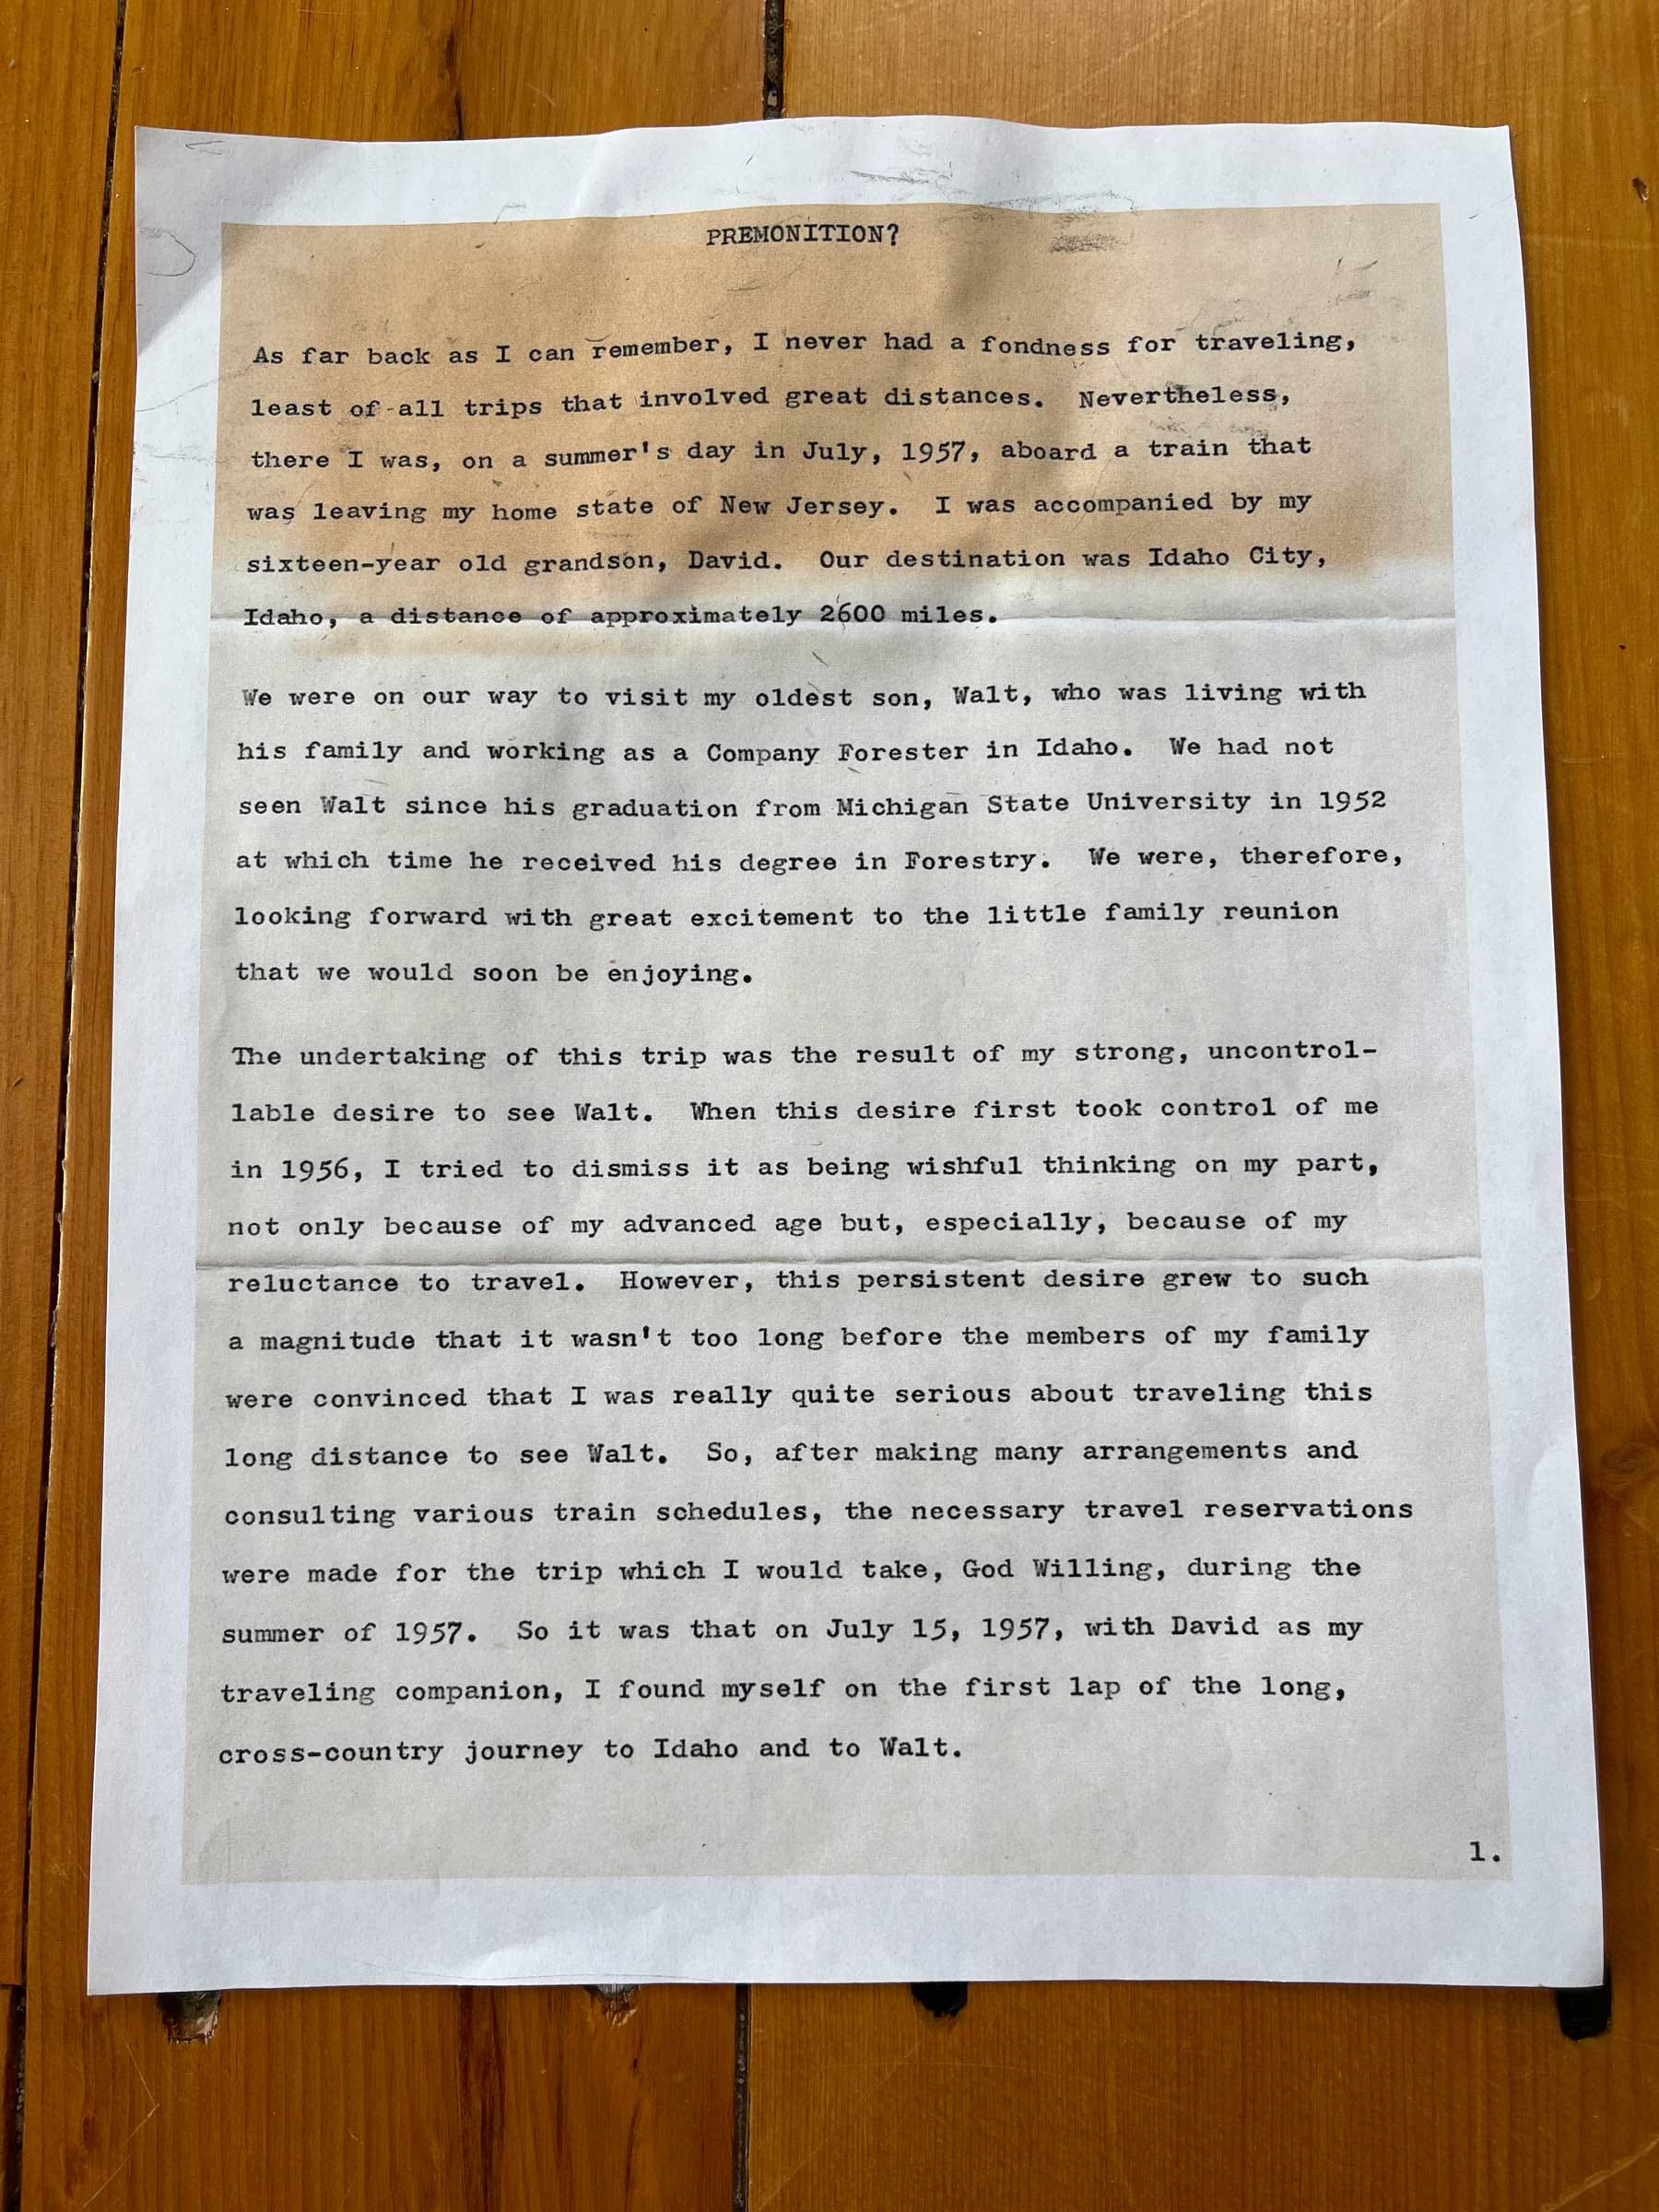 PREMONITION?
As far back as I can remember, I never had a fondness for traveling,
least of all trips that involved great distances. Nevertheless,
there I was, on a summer's day in July, 1957, aboard a train that
was leaving my home state of New Jersey. I was accompanied by my
sixteen-year old grandson, David. Our destination was Idaho City,
Idaho, a distance of approximately 2600 miles.
We were on our way to visit my oldest son, Walt, who was living with
his family and working as a Company Forester in Idaho. We had not
seen Walt since his graduation from Michigan State University in 1952
at which time he received his degree in Forestry. We were, therefore,
looking forward with great excitement to the little family reunion
that we would soon be enjoying.
The undertaking of this trip was the result of my strong, uncontrol-
lable desire to see Walt. When this desire first took control of me
in 1956, I tried to dismiss it as being wishful thinking on my part,
not only because of my advanced age but, especially, because of my
reluctance to travel. However, this persistent desire grew to such
a magnitude that it wasn't too long before the members of my family
were convinced that I was really quite serious about traveling this
long distance to see Walt. So, after making many arrangements and
consulting various train schedules, the necessary travel reservations
were made for the trip which I would take, God Willing, during the
summer of 1957. So it was that on July 15, 1957, with David as my
traveling companion, I found myself on the first lap of the long,
cross-country journey to Idaho and to Walt.
1.